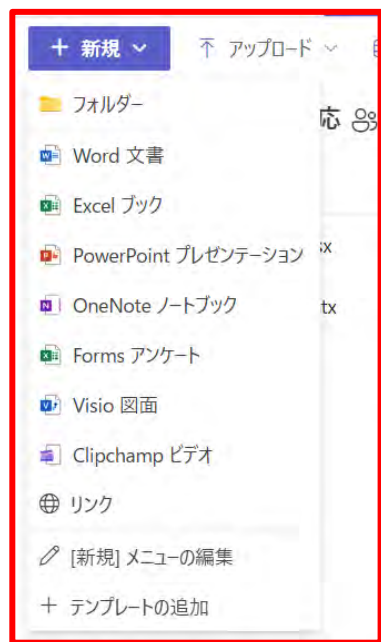 + 新規
アップロード
フォルダー
応
Word 文書
Excel ブック
PowerPoint プレゼンテーション
sx
OneNote ノートブック
tx
Forms アンケート
Visio 図面
Clipchamp ビデオ
リンク
[新規] メニューの編集
+ テンプレートの追加